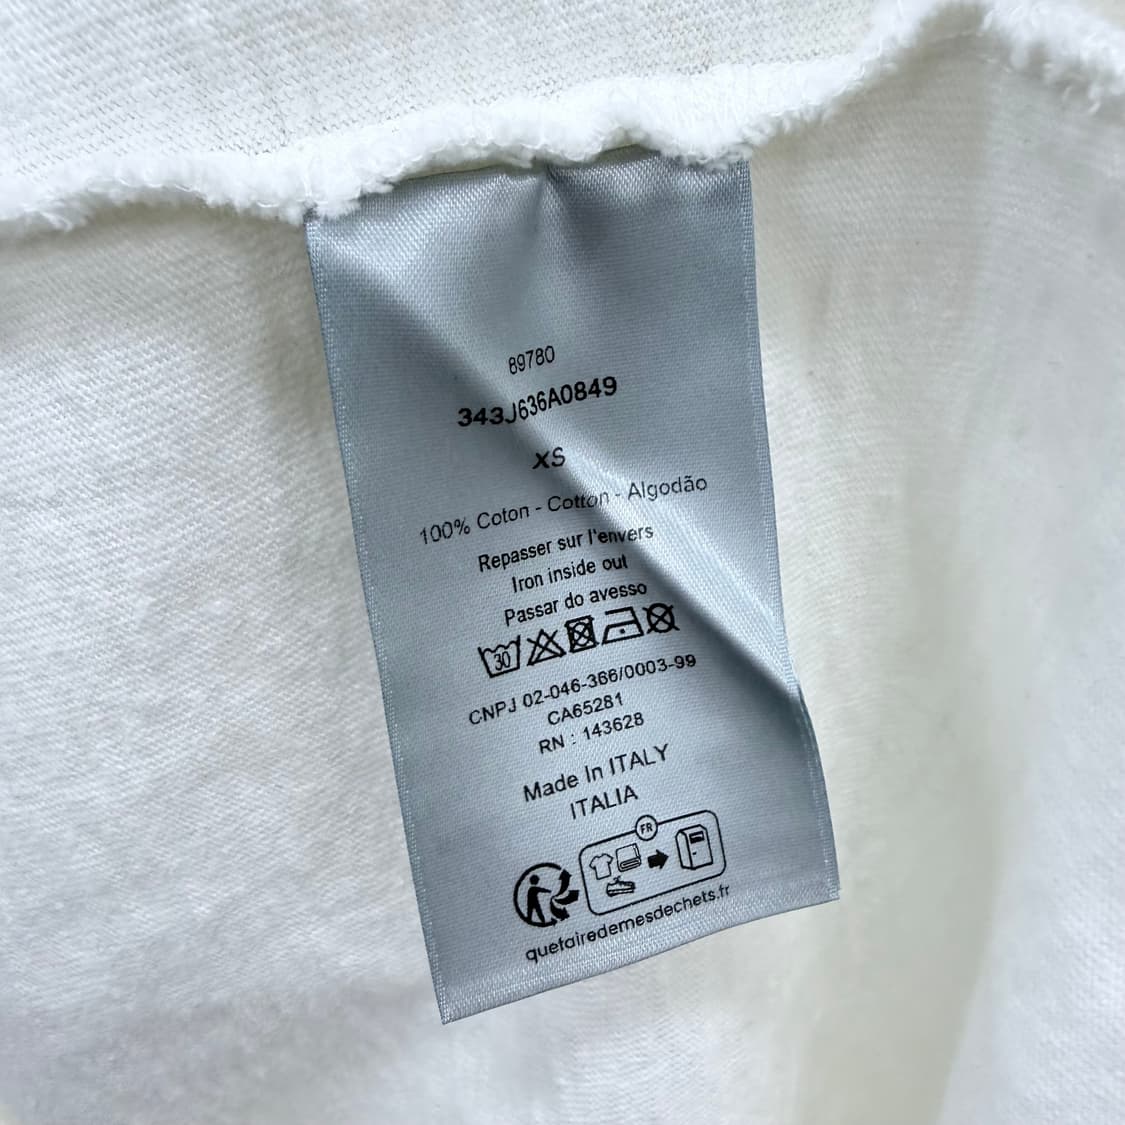 89780
343J636A0849
XS
100% Coton - Cotton - Algodão
Repasser sur l'envers
Iron inside out
Passar do avesso
30
CNPJ 02-046-366/0003-99
CA65281
RN : 143628
Made In ITALY
ITALIA
FR
quefairedemesdechets.fr